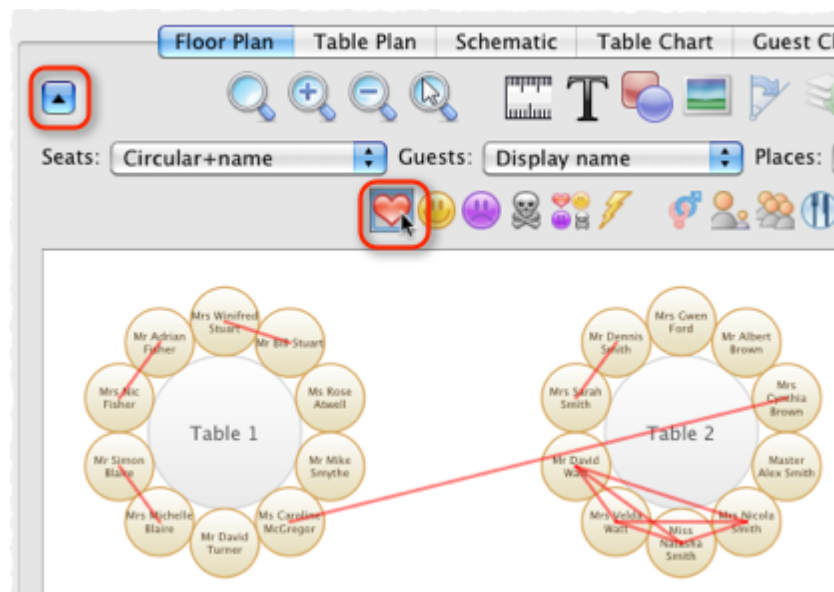 Floor Plan Table Plan Schematic Table Chart Guest C
T
Seats: Circular+name Guests: Display name Places:
Mrs Winifred
Stuart
Mr Bill Stuart
Mr Adrian
Fisher
Ms Rose
Atwell
Mrs Nic
Fisher
Table 1
Mr Simon
Blaire
Mr Mike
Smythe
Mrs Michelle
Blaire
Ms Caroline
McGregor
Mr David
Turner
Mrs Gwen
Ford
Mr Dennis
Smith
Mr Albert
Brown
Mrs Sarah
Smith
Mrs
Cynthia
Brown
Table 2
Mr David
Watt
Master
Alex Smith
Mrs Velda
Watt
Mrs Nicola
Smith
Miss
Natasha
Smith